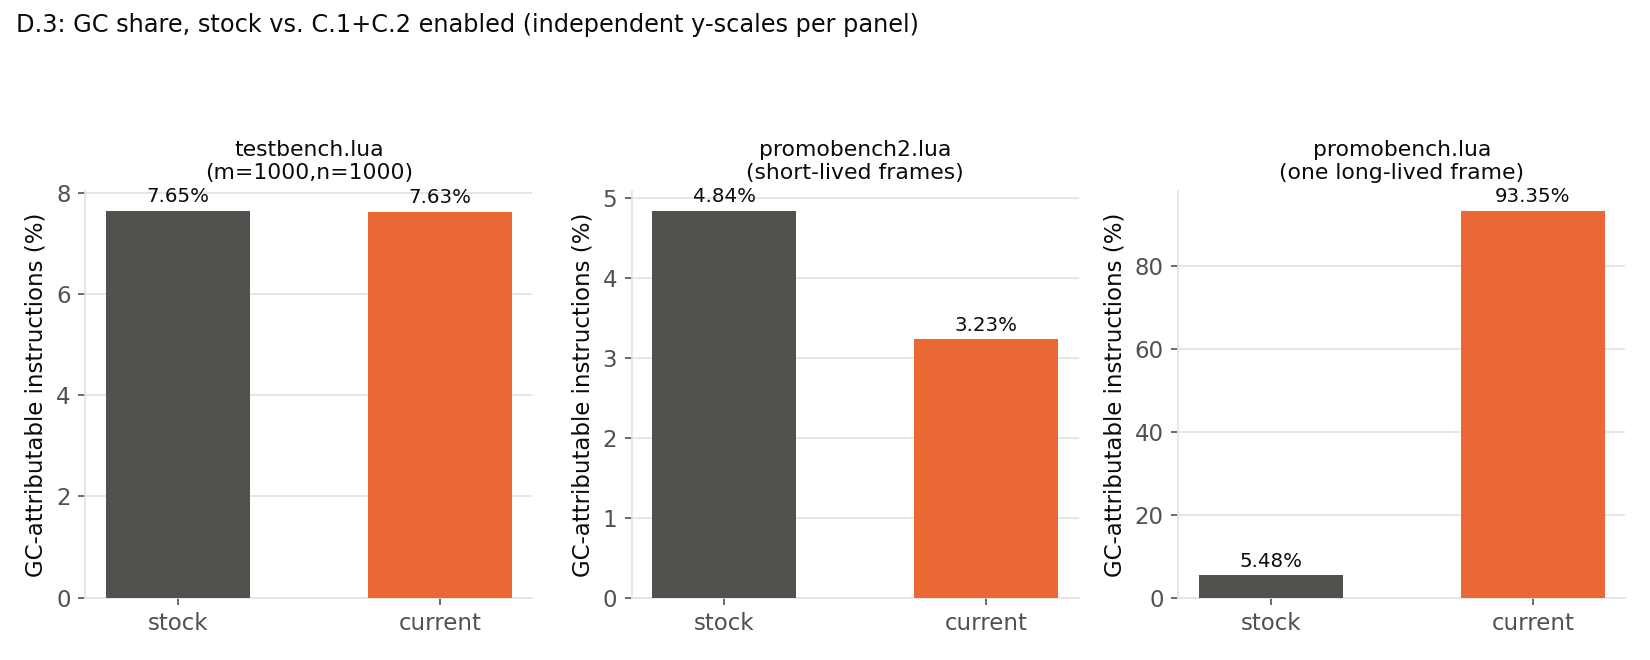 D.3: GC share, stock vs. C.1+C.2 enabled (independent y-scales per panel)
testbench.lua
(m=1000,n=1000)
GC-attributable instructions (%)
8
6
4
2
0
7.65%
7.63%
stock
current
promobench2.lua
(short-lived frames)
GC-attributable instructions (%)
5
4
3
2
1
0
4.84%
3.23%
stock
current
promobench.lua
(one long-lived frame)
GC-attributable instructions (%)
80
60
40
20
0
5.48%
93.35%
stock
current